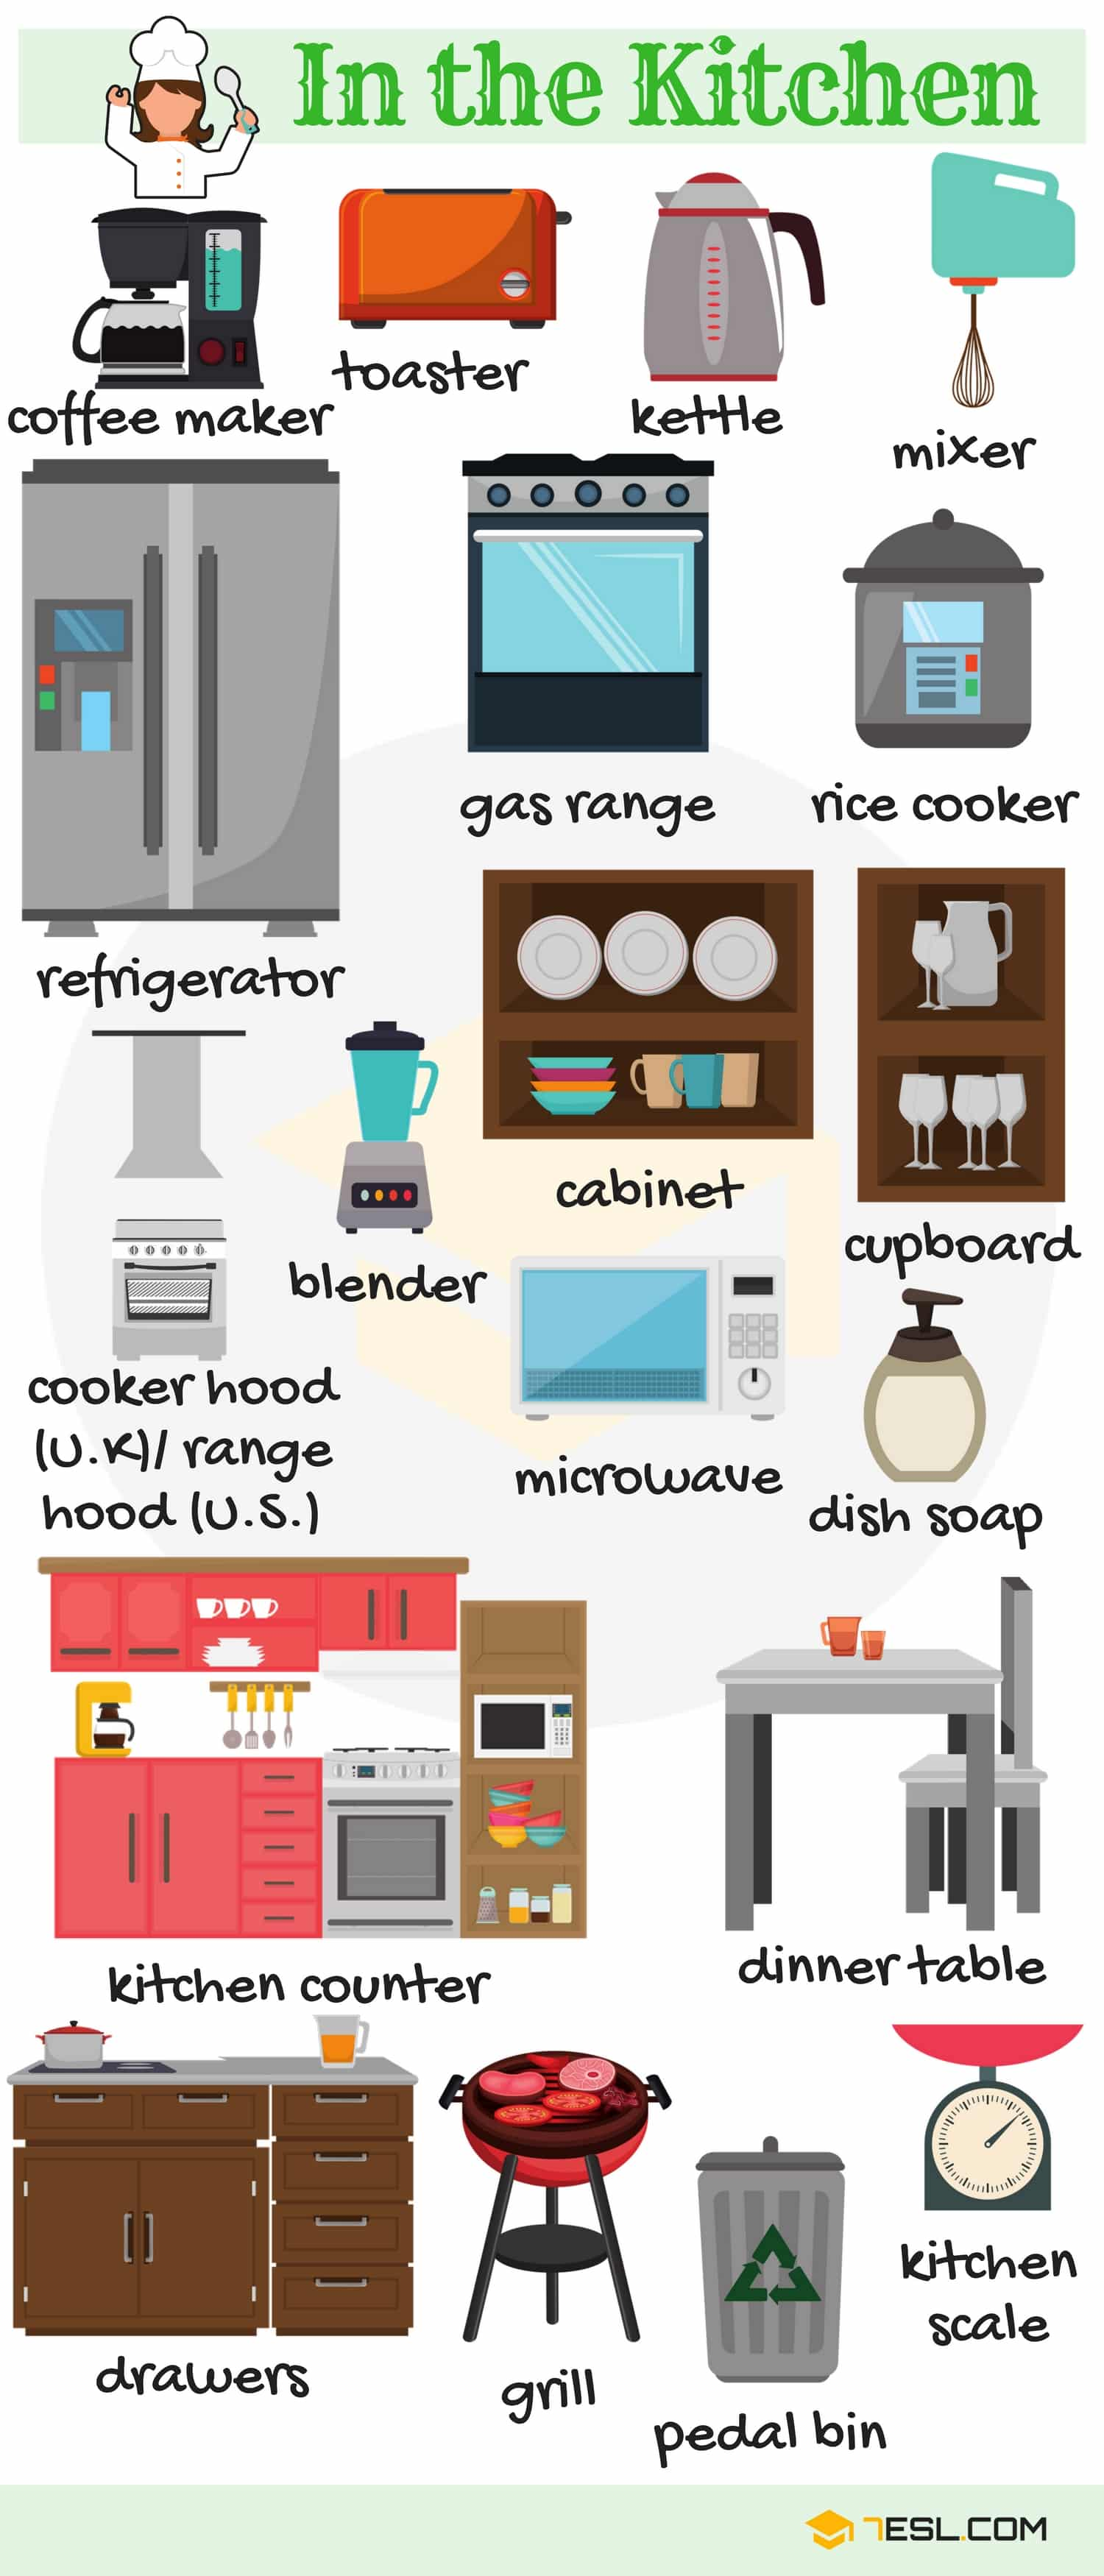 In the Kitchen
coffee maker
toaster
kettle
mixer
refrigerator
gas range
rice cooker
cabinet
cupboard
cooker hood
(U.K)/ range
hood (U.S.)
blender
microwave
dish soap
kitchen counter
dinner table
drawers
grill
pedal bin
kitchen
scale
7ESL.COM